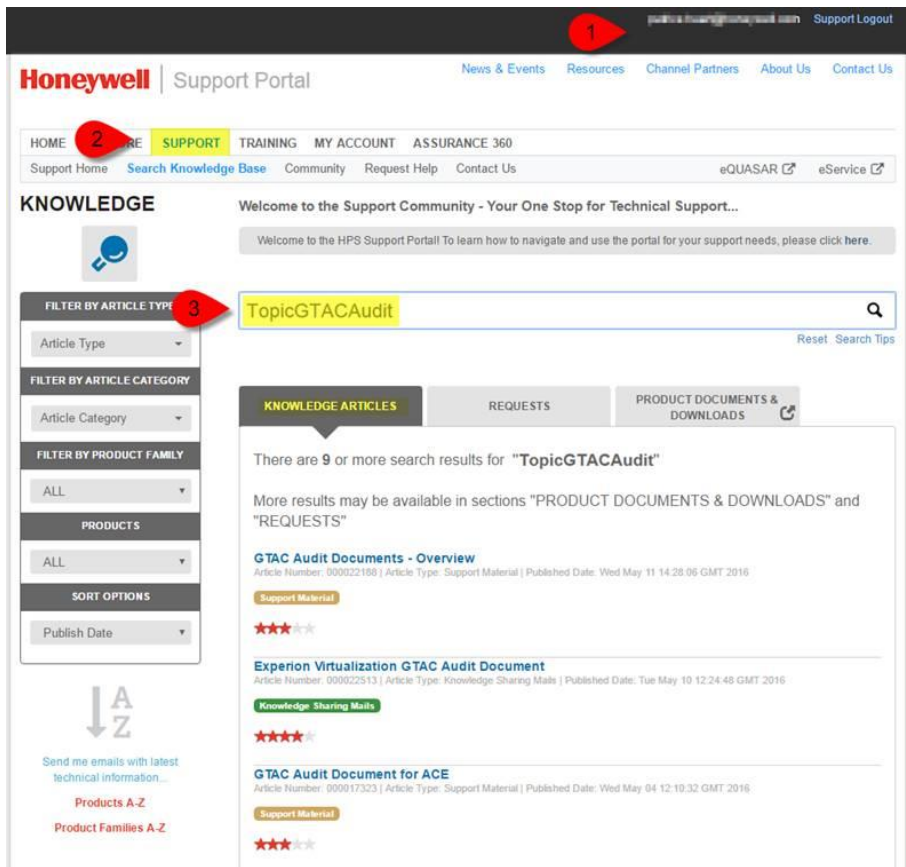 1
Support Logout
Honeywell | Support Portal
News & Events Resources Channel Partners About Us Contact Us
HOME 2 RE SUPPORT TRAINING MY ACCOUNT ASSURANCE 360
Support Home Search Knowledge Base Community Request Help Contact Us eQUASAR eService
KNOWLEDGE
Welcome to the Support Community - Your One Stop for Technical Support...
Welcome to the HPS Support Portal! To learn how to navigate and use the portal for your support needs, please click here.
FILTER BY ARTICLE TYPE
3
TopicGTACAudit
Article Type
Reset Search Tips
FILTER BY ARTICLE CATEGORY
Article Category
KNOWLEDGE ARTICLES
REQUESTS
PRODUCT DOCUMENTS &
DOWNLOADS
FILTER BY PRODUCT FAMILY
ALL
PRODUCTS
ALL
SORT OPTIONS
Publish Date
A
Z
Send me emails with latest
technical information...
Products A-Z
Product Families A-Z
There are 9 or more search results for "TopicGTACAudit"
More results may be available in sections "PRODUCT DOCUMENTS & DOWNLOADS" and
"REQUESTS"
GTAC Audit Documents - Overview
Article Number: 000022188 | Article Type: Support Material | Published Date: Wed May 11 14:28:06 GMT 2016
Support Material
Experion Virtualization GTAC Audit Document
Article Number: 000022513 | Article Type: Knowledge Sharing Mails | Published Date: Tue May 10 12:24:48 GMT 2016
Knowledge Sharing Mails
GTAC Audit Document for ACE
Article Number: 000017323 | Article Type: Support Material | Published Date: Wed May 04 12:10:32 GMT 2016
Support Material